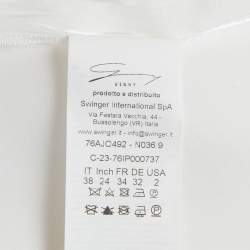 GENNY
prodotto e distribuito
Swinger International SpA
Via Festara Vecchia, 44 -
Bussolengo (VR) Italia
www.swinger.it - info@swinger.it
76AJC492 - N036 9
C-23-76IP000737
IT Inch FR DE USA
38 24 34 32 2